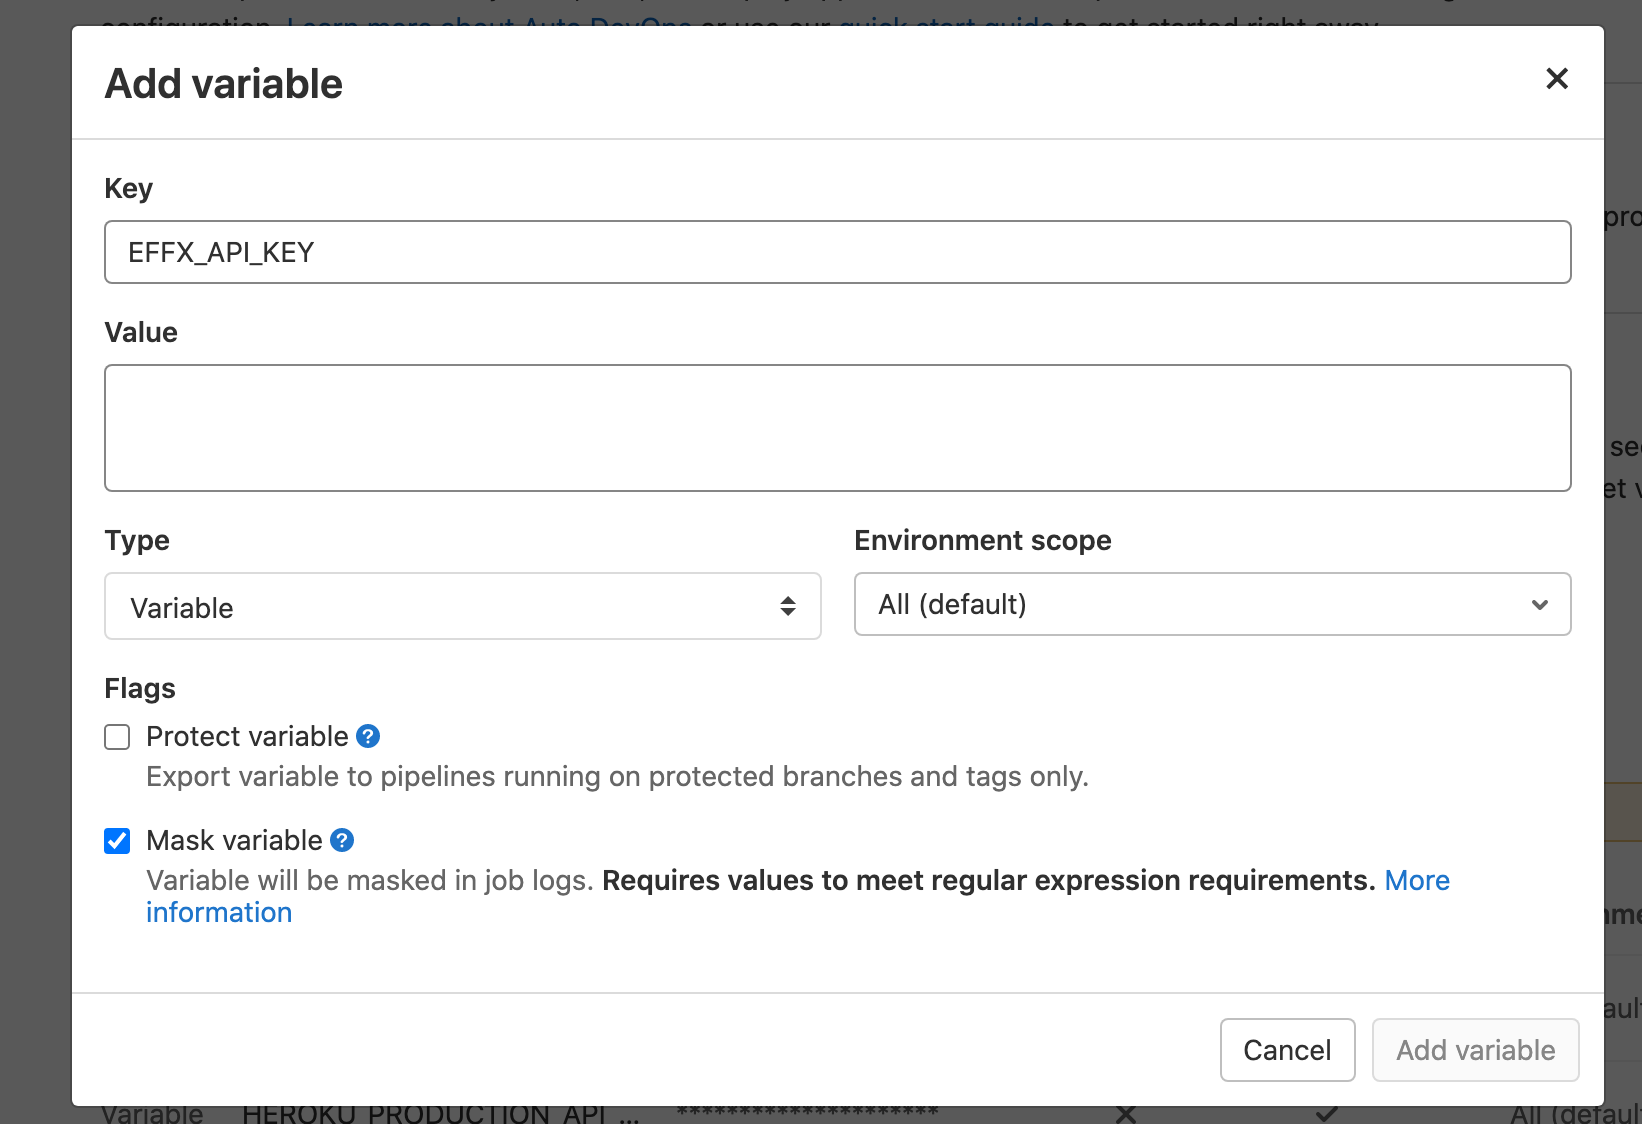 configuration. Learn more about Auto DevOps or use our quick start guide to get started right away.
Add variable
Key
EFFX_API_KEY
Value
Type
Environment scope
Variable
All (default)
Flags
Protect variable ?
Export variable to pipelines running on protected branches and tags only.
Mask variable ?
Variable will be masked in job logs. Requires values to meet regular expression requirements. More
information
Cancel
Add variable
Variable HEROKU_PRODUCTION_API_... ********************* All (default